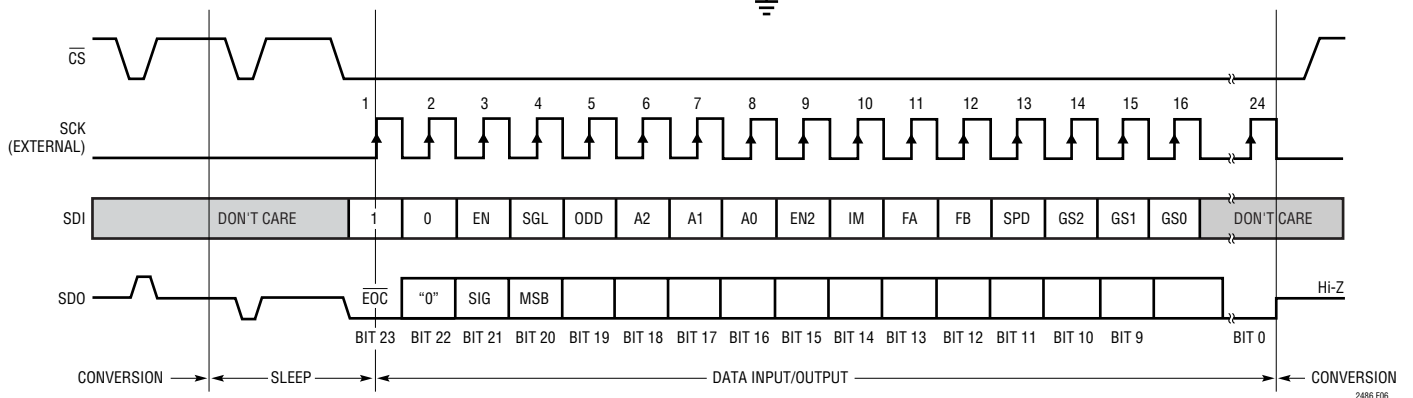 CS
1 2 3 4 5 6 7 8 9 10 11 12 13 14 15 16 24
SCK
(EXTERNAL)
SDI DON'T CARE 1 0 EN SGL ODD A2 A1 A0 EN2 IM FA FB SPD GS2 GS1 GS0 DON'T CARE
SDO EOC "0" SIG MSB Hi-Z
BIT 23 BIT 22 BIT 21 BIT 20 BIT 19 BIT 18 BIT 17 BIT 16 BIT 15 BIT 14 BIT 13 BIT 12 BIT 11 BIT 10 BIT 9 BIT 0
CONVERSION SLEEP DATA INPUT/OUTPUT CONVERSION
2486 F06